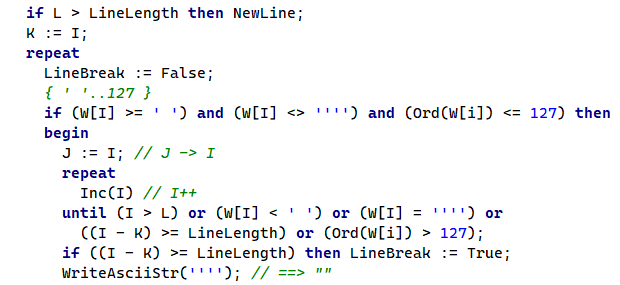 if L > LineLength then NewLine;
K := I;
repeat
LineBreak := False;
{ ' '..127 }
if (W[I] >= ' ') and (W[I] <> '''') and (Ord(W[i]) <= 127) then
begin
J := I; // J -> I
repeat
Inc(I) // I++
until (I > L) or (W[I] < ' ') or (W[I] = '''') or
((I - K) >= LineLength) or (Ord(W[i]) > 127);
if ((I - K) >= LineLength) then LineBreak := True;
WriteAsciiStr(''''); // ==> ""